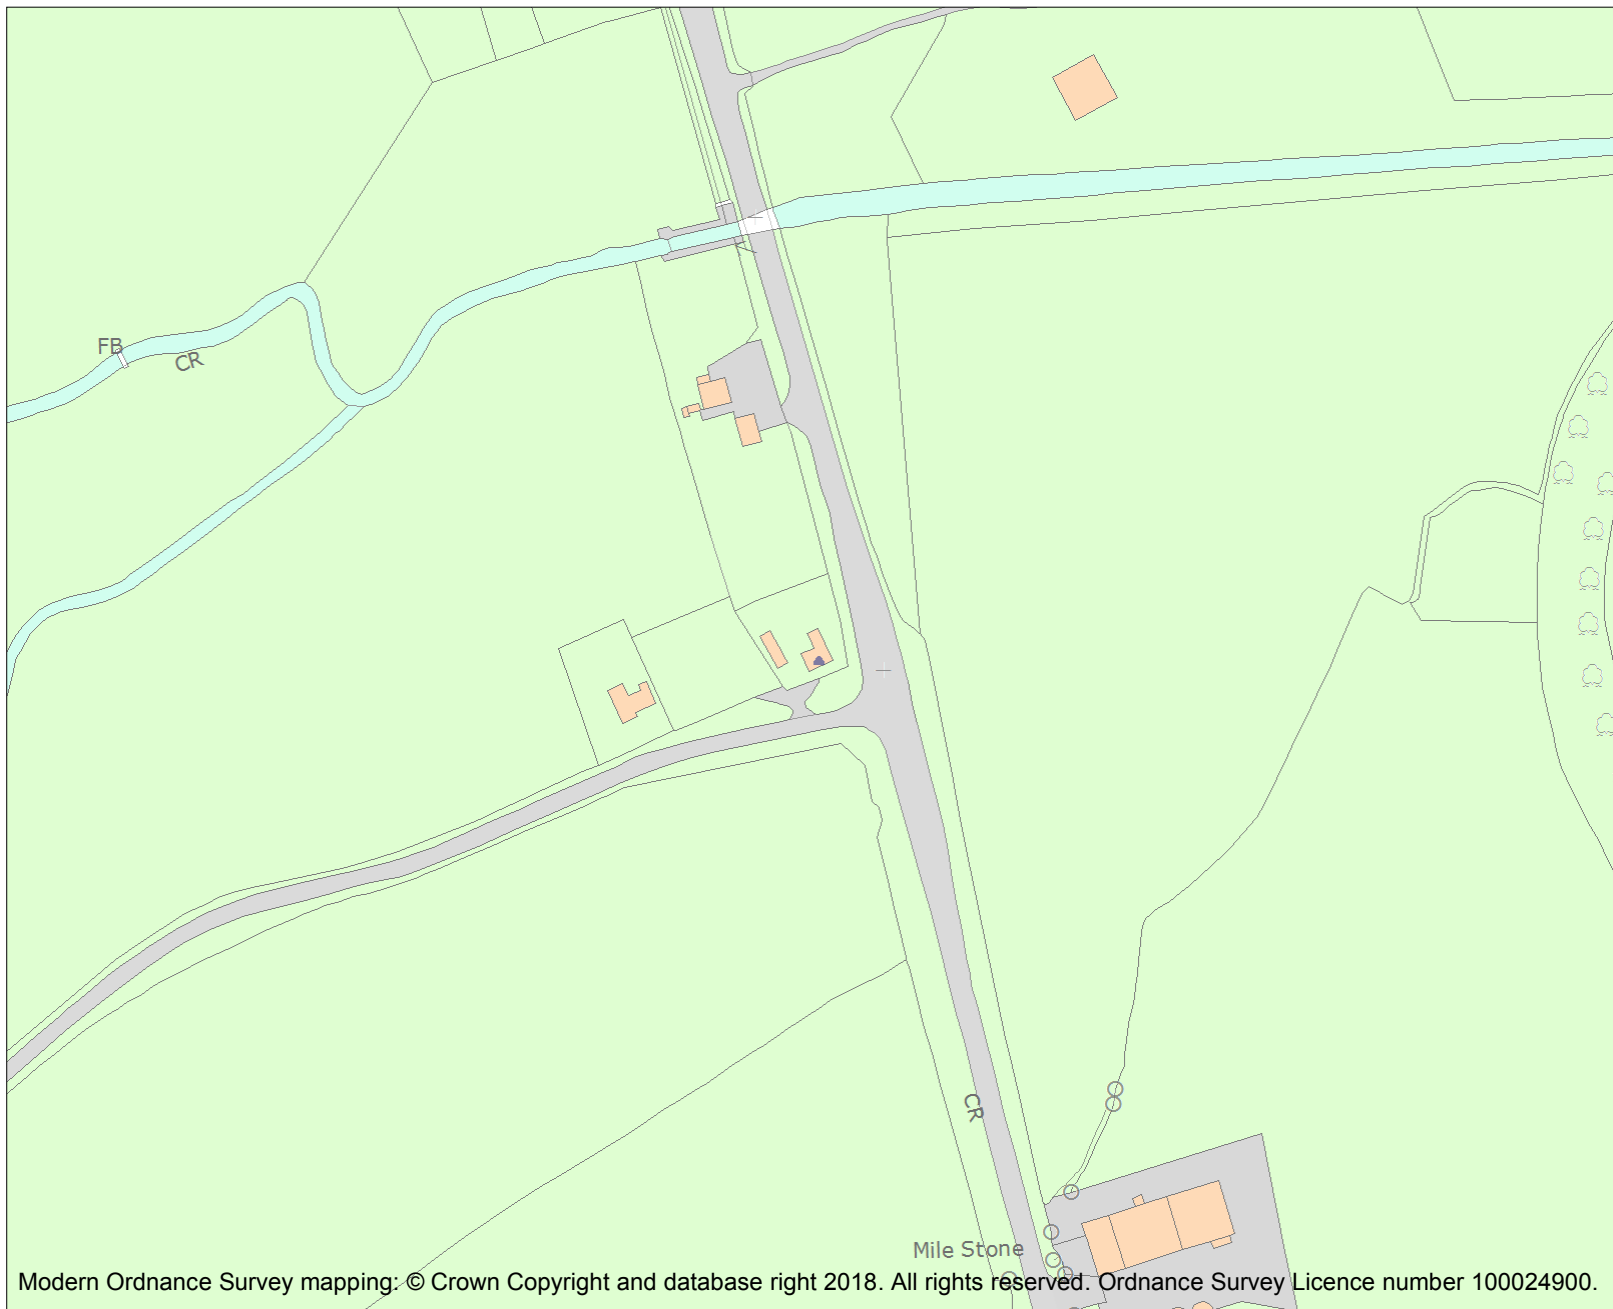 FB
CR
CR
Mile Stone
Modern Ordnance Survey mapping: © Crown Copyright and database right 2018. All rights reserved. Ordnance Survey Licence number 100024900.